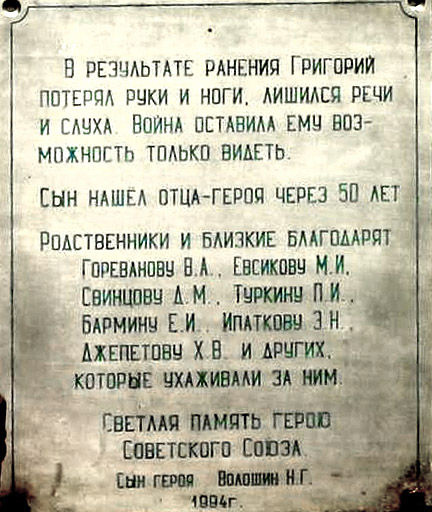 В РЕЗУЛЬТАТЕ РАНЕНИЯ ГРИГОРИЙ
ПОТЕРЯЛ РУКИ И НОГИ, ЛИШИЛСЯ РЕЧИ
И СЛУХА. ВОЙНА ОСТАВИЛА ЕМУ ВОЗ-
МОЖНОСТЬ ТОЛЬКО ВИДЕТЬ.
СЫН НАШЁЛ ОТЦА-ГЕРОЯ ЧЕРЕЗ 50 ЛЕТ
РОДСТВЕННИКИ И БЛИЗКИЕ БЛАГОДАРЯТ
ГОРЕВАНОВУ В.А., ЕВСИКОВУ М.И,
СВИНЦОВУ Д.М., ТУРКИНУ П.И.,
БАРМИНУ Е.И., ИПАТКОВУ З.Н.,
ДЖЕПЕТОВУ Х.В. И ДРУГИХ,
КОТОРЫЕ УХАЖИВАЛИ ЗА НИМ.
СВЕТЛАЯ ПАМЯТЬ ГЕРОЮ
СОВЕТСКОГО СОЮЗА.
СЫН ГЕРОЯ ВОЛОШИН Н.Г.
1994г.